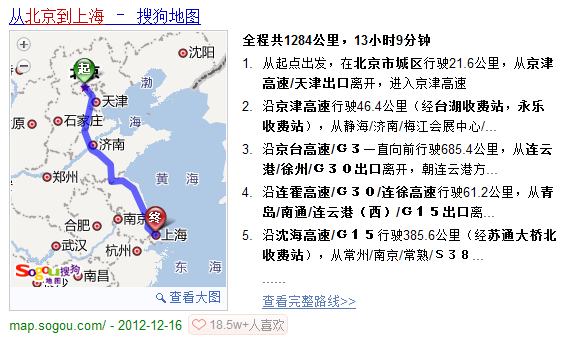 从北京到上海 - 搜狗地图
全程共1284公里，13小时9分钟
1. 从起点出发，在北京市城区行驶21.6公里，从京津
高速/天津出口离开，进入京津高速
2. 沿京津高速行驶46.4公里（经台湖收费站，永乐
收费站），从静海/济南/梅江会展中心/...
3. 沿京台高速/G3一直向前行驶685.4公里，从连云
港/徐州/G30出口离开，朝连云港方...
4. 沿连霍高速/G30/连徐高速行驶61.2公里，从青
岛/南通/连云港（西）/G15出口离...
5. 沿沈海高速/G15行驶385.6公里（经苏通大桥北
收费站），从常州/南京/常熟/S38...
......
查看完整路线>>
沈阳
北京
起
渤
天津
海
石家庄
原
济南
黄 海
郑州
终
南京
上海
合肥
武汉
杭州
东 海
Sogou搜狗
地图
南昌
查看大图
map.sogou.com/ - 2012-12-16 18.5w+人喜欢